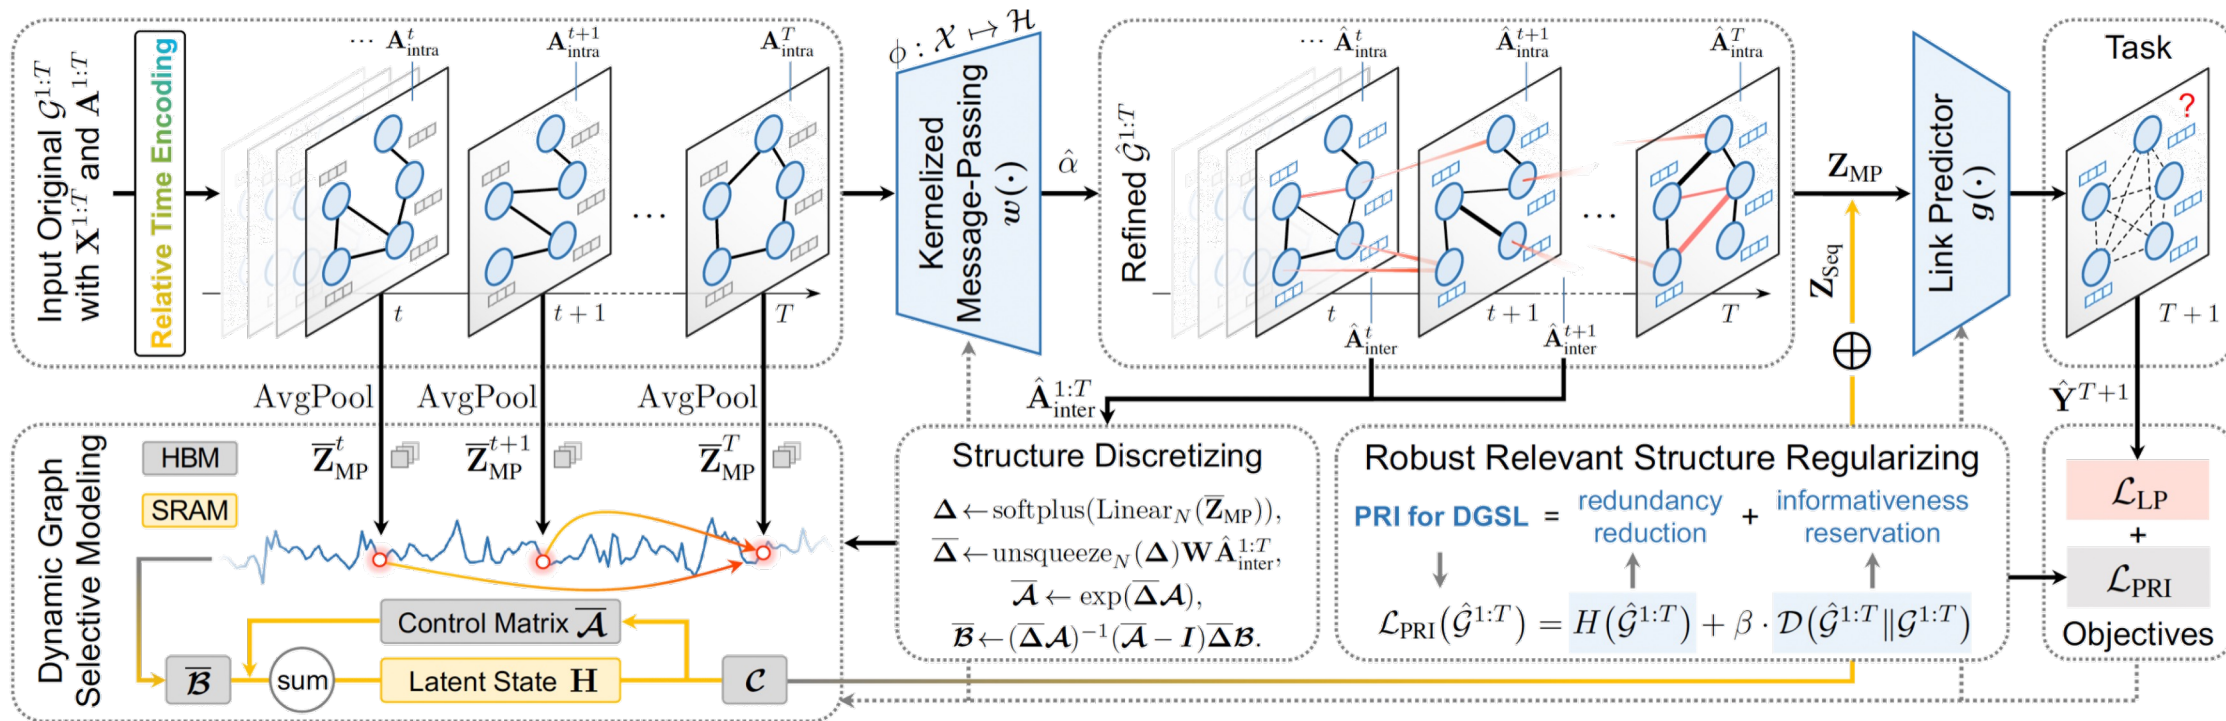 Input Original 𝒢^{1:T}
with X^{1:T} and A^{1:T}
Relative Time Encoding
··· A^t_intra
A^{t+1}_intra
A^T_intra
···
t
t + 1
T
ϕ : 𝒳 ↦ ℋ
Kernelized
Message-Passing
w(·)
α̂
Refined 𝒢̂^{1:T}
··· Â^t_intra
Â^{t+1}_intra
Â^T_intra
···
t
t + 1
T
Â^t_inter
Â^{t+1}_inter
Z_MP
Z_Seq
⊕
Link Predictor
g(·)
Task
?
T + 1
AvgPool
AvgPool
AvgPool
Â^{1:T}_inter
Ŷ^{T+1}
Dynamic Graph
Selective Modeling
HBM
SRAM
Z̄^t_MP
Z̄^{t+1}_MP
Z̄^T_MP
Control Matrix 𝒜̄
ℬ̄
sum
Latent State H
𝒞
Structure Discretizing
Δ ← softplus(Linear_N(Z̄_MP)),
Δ̄ ← unsqueeze_N(Δ)WÂ^{1:T}_inter,
𝒜̄ ← exp(Δ̄𝒜),
ℬ̄ ← (Δ̄𝒜)^{-1}(𝒜̄ − I)Δ̄ℬ.
Robust Relevant Structure Regularizing
PRI for DGSL = redundancy reduction + informativeness reservation
ℒ_PRI(𝒢̂^{1:T}) = H(𝒢̂^{1:T}) + β · 𝒟(𝒢̂^{1:T}∥𝒢^{1:T})
ℒ_LP
+
ℒ_PRI
Objectives